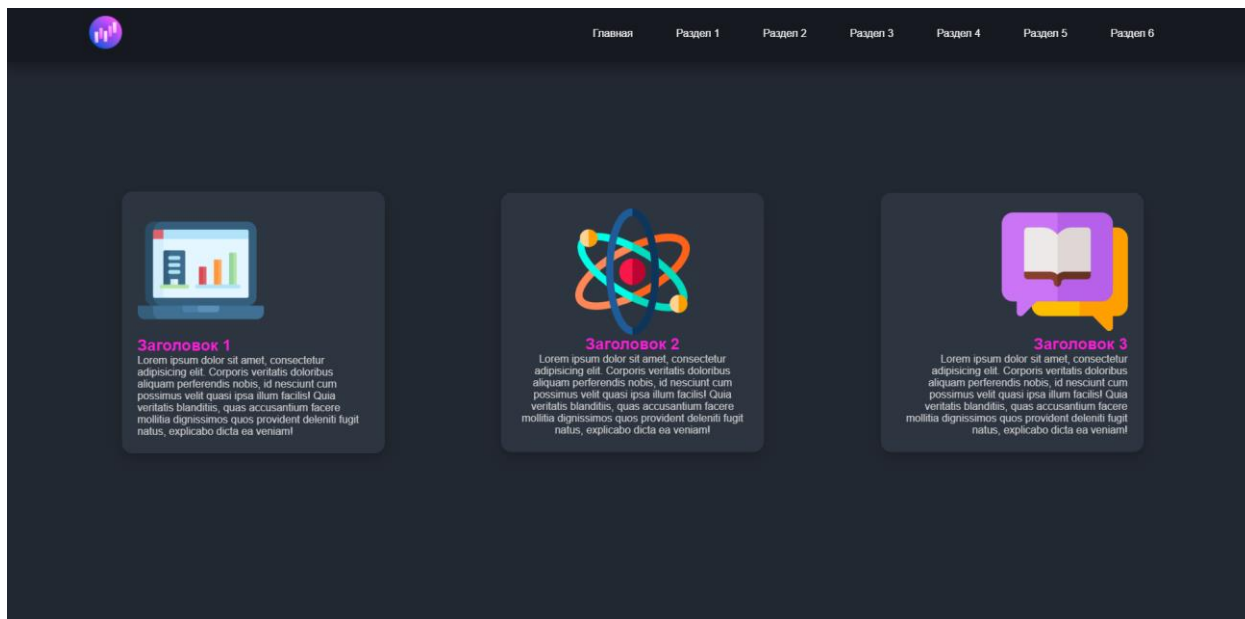 Главная Раздел 1 Раздел 2 Раздел 3 Раздел 4 Раздел 5 Раздел 6
Заголовок 1
Lorem ipsum dolor sit amet, consectetur
adipisicing elit. Corporis veritatis doloribus
aliquam perferendis nobis, id nesciunt cum
possimus velit quasi ipsa illum facilis! Quia
veritatis blanditiis, quas accusantium facere
mollitia dignissimos quos provident deleniti fugit
natus, explicabo dicta ea veniam!
Заголовок 2
Lorem ipsum dolor sit amet, consectetur
adipisicing elit. Corporis veritatis doloribus
aliquam perferendis nobis, id nesciunt cum
possimus velit quasi ipsa illum facilis! Quia
veritatis blanditiis, quas accusantium facere
mollitia dignissimos quos provident deleniti fugit
natus, explicabo dicta ea veniam!
Заголовок 3
Lorem ipsum dolor sit amet, consectetur
adipisicing elit. Corporis veritatis doloribus
aliquam perferendis nobis, id nesciunt cum
possimus velit quasi ipsa illum facilis! Quia
veritatis blanditiis, quas accusantium facere
mollitia dignissimos quos provident deleniti fugit
natus, explicabo dicta ea veniam!